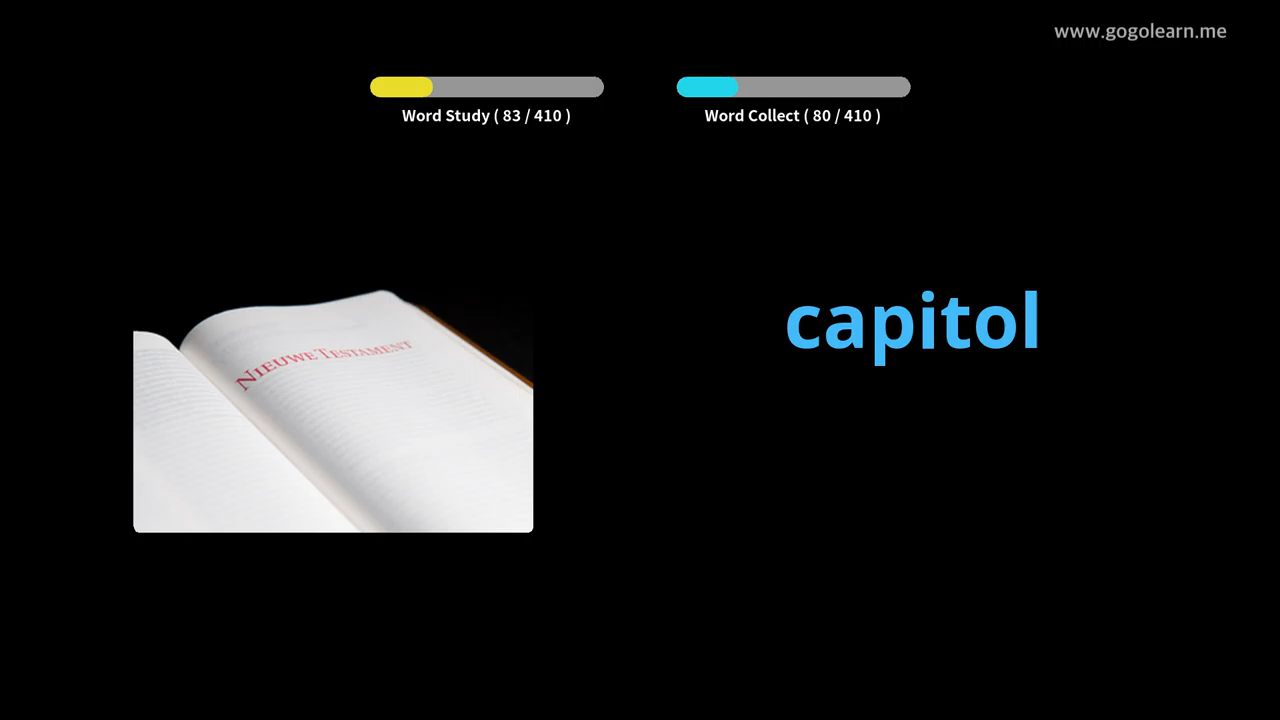 www.gogolearn.me
Word Study ( 83 / 410 )
Word Collect ( 80 / 410 )
capitol
NIEUWE TESTAMENT